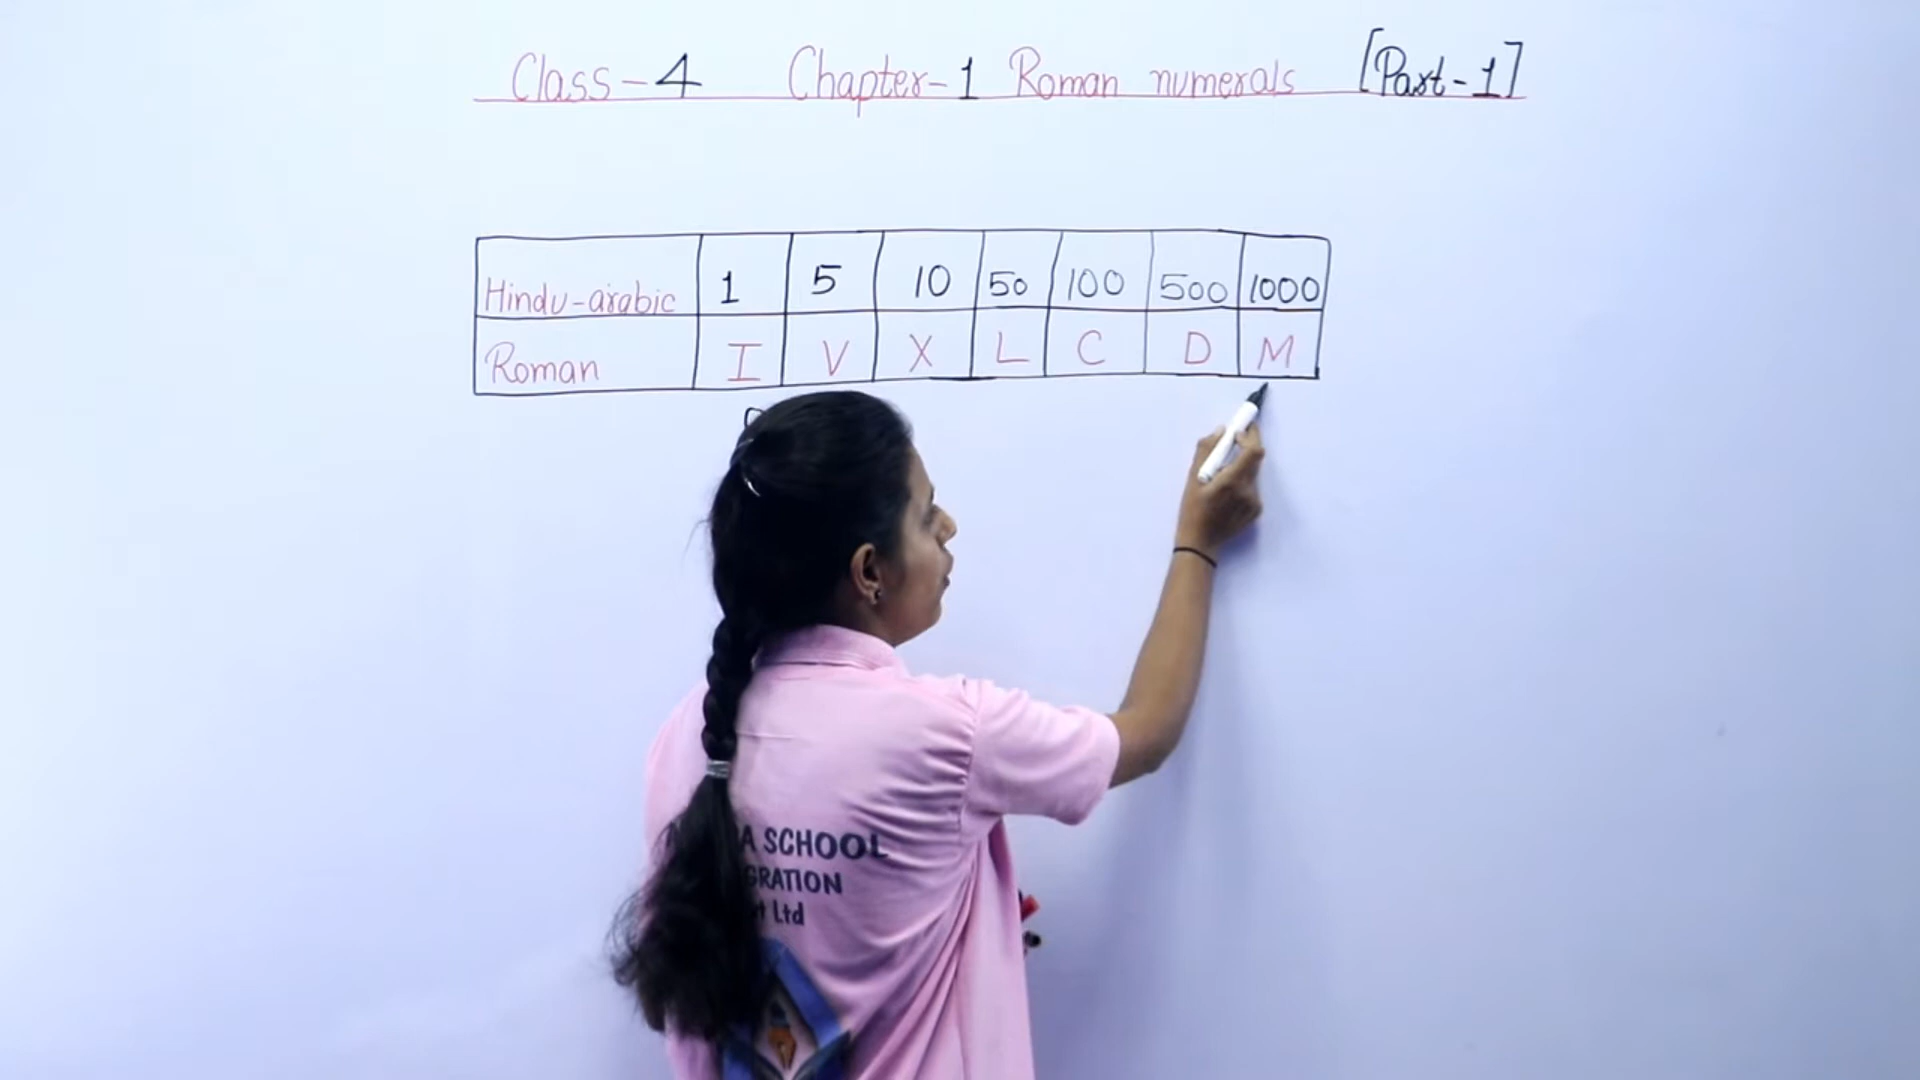 Class-4 Chapter-1 Roman numerals [Part-1]
Hindu-arabic 1 5 10 50 100 500 1000
Roman I V X L C D M
SCHOOL
Ltd